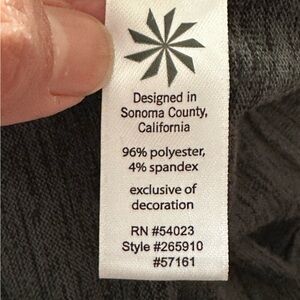 Designed in
Sonoma County,
California
96% polyester,
4% spandex
exclusive of
decoration
RN #54023
Style #265910
#57161